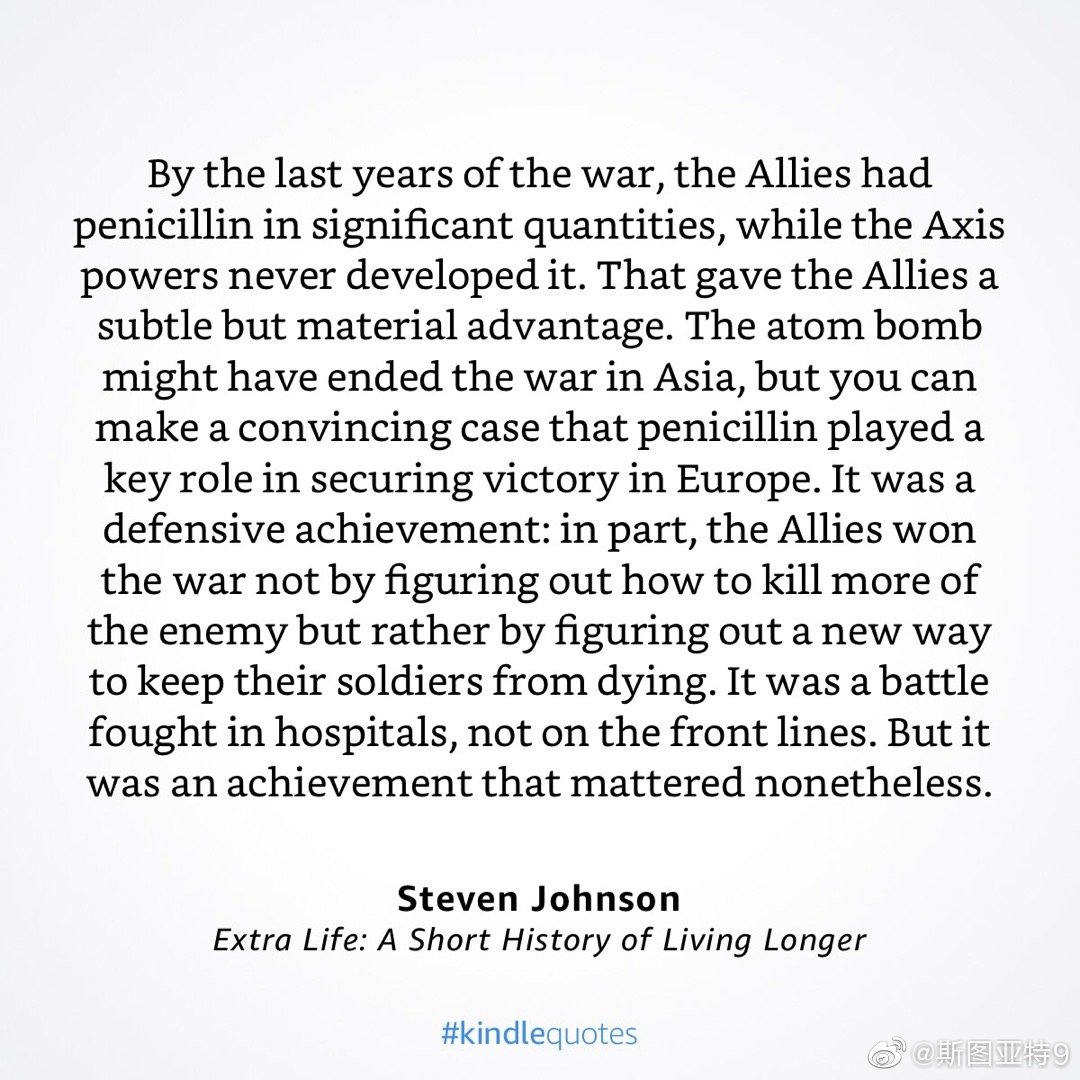 By the last years of the war, the Allies had
penicillin in significant quantities, while the Axis
powers never developed it. That gave the Allies a
subtle but material advantage. The atom bomb
might have ended the war in Asia, but you can
make a convincing case that penicillin played a
key role in securing victory in Europe. It was a
defensive achievement: in part, the Allies won
the war not by figuring out how to kill more of
the enemy but rather by figuring out a new way
to keep their soldiers from dying. It was a battle
fought in hospitals, not on the front lines. But it
was an achievement that mattered nonetheless.
Steven Johnson
Extra Life: A Short History of Living Longer
#kindlequotes
@斯图亚特9